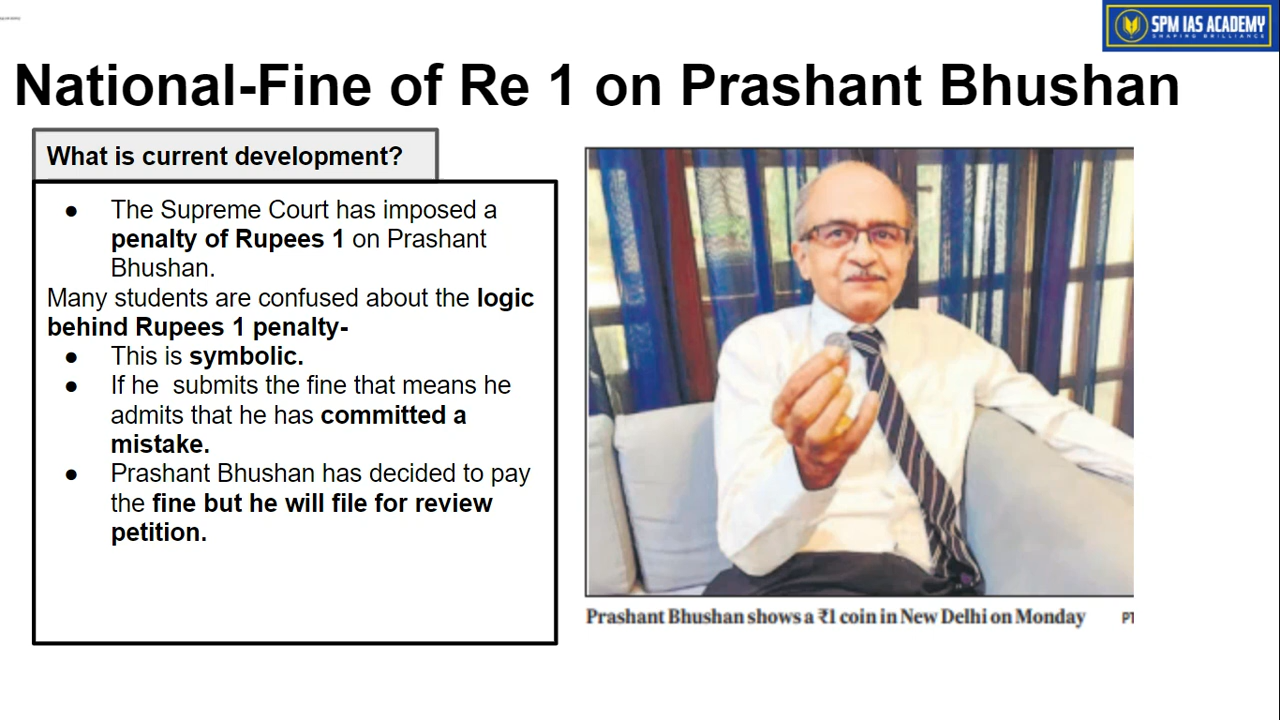 SPM IAS ACADEMY
SHAPING BRILLIANCE
National-Fine of Re 1 on Prashant Bhushan
What is current development?
● The Supreme Court has imposed a
penalty of Rupees 1 on Prashant
Bhushan.
Many students are confused about the logic
behind Rupees 1 penalty-
● This is symbolic.
● If he  submits the fine that means he
admits that he has committed a
mistake.
● Prashant Bhushan has decided to pay
the fine but he will file for review
petition.
Prashant Bhushan shows a ₹1 coin in New Delhi on Monday
PT